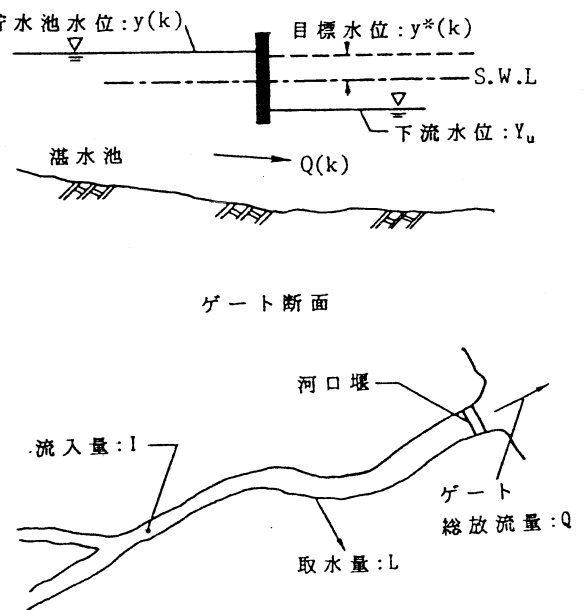 貯水池水位:y(k)
目標水位:y*(k)
S.W.L
下流水位:Yu
湛水池
Q(k)
ゲート断面
河口堰
流入量:I
ゲート
総放流量:Q
取水量:L